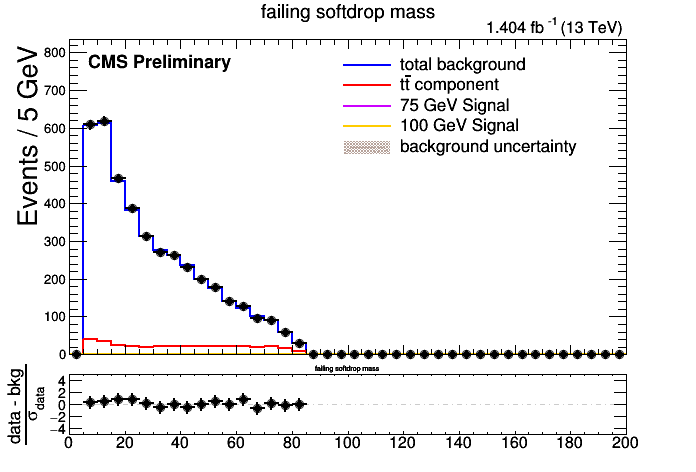 failing softdrop mass
1.404 fb⁻¹ (13 TeV)
CMS Preliminary
total background
tt̄ component
75 GeV Signal
100 GeV Signal
background uncertainty
Events / 5 GeV
800
700
600
500
400
300
200
100
0
failing softdrop mass
data - bkg
σ data
4
2
0
−2
−4
0 20 40 60 80 100 120 140 160 180 200